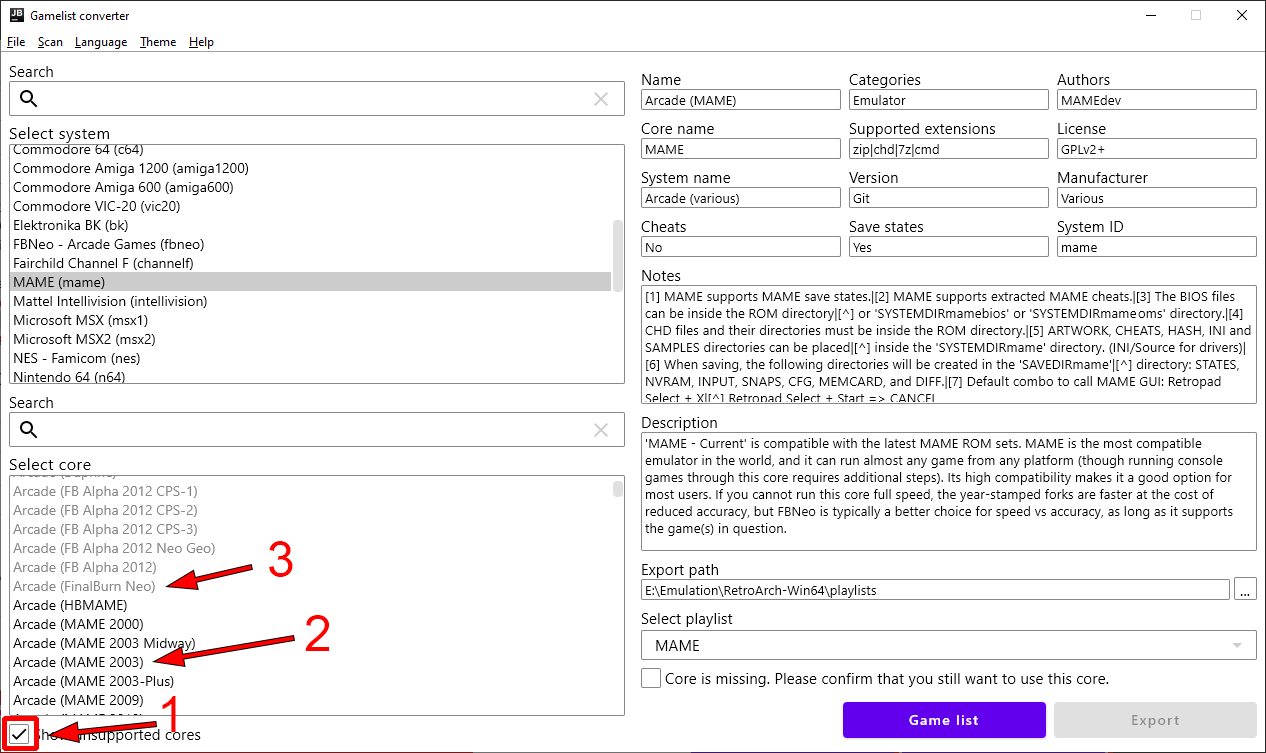 JB
Gamelist converter
File Scan Language Theme Help
Search
Select system
Commodore 64 (c64)
Commodore Amiga 1200 (amiga1200)
Commodore Amiga 600 (amiga600)
Commodore VIC-20 (vic20)
Elektronika BK (bk)
FBNeo - Arcade Games (fbneo)
Fairchild Channel F (channelf)
MAME (mame)
Mattel Intellivision (intellivision)
Microsoft MSX (msx1)
Microsoft MSX2 (msx2)
NES - Famicom (nes)
Nintendo 64 (n64)
Search
Select core
Arcade (FB Alpha 2012 CPS-1)
Arcade (FB Alpha 2012 CPS-2)
Arcade (FB Alpha 2012 CPS-3)
Arcade (FB Alpha 2012 Neo Geo)
Arcade (FB Alpha 2012)
Arcade (FinalBurn Neo)
3
Arcade (HBMAME)
Arcade (MAME 2000)
Arcade (MAME 2003 Midway)
2
Arcade (MAME 2003)
Arcade (MAME 2003-Plus)
Arcade (MAME 2009)
1
unsupported cores
Name Categories Authors
Arcade (MAME) Emulator MAMEdev
Core name Supported extensions License
MAME zip|chd|7z|cmd GPLv2+
System name Version Manufacturer
Arcade (various) Git Various
Cheats Save states System ID
No Yes mame
Notes
[1] MAME supports MAME save states.|[2] MAME supports extracted MAME cheats.|[3] The BIOS files
can be inside the ROM directory|[^] or 'SYSTEMDIRmamebios' or 'SYSTEMDIRmameoms' directory.|[4]
CHD files and their directories must be inside the ROM directory.|[5] ARTWORK, CHEATS, HASH, INI and
SAMPLES directories can be placed|[^] inside the 'SYSTEMDIRmame' directory. (INI/Source for drivers)|
[6] When saving, the following directories will be created in the 'SAVEDIRmame'|[^] directory: STATES,
NVRAM, INPUT, SNAPS, CFG, MEMCARD, and DIFF.|[7] Default combo to call MAME GUI: Retropad
Select + X|[^] Retropad Select + Start => CANCEL
Description
'MAME - Current' is compatible with the latest MAME ROM sets. MAME is the most compatible
emulator in the world, and it can run almost any game from any platform (though running console
games through this core requires additional steps). Its high compatibility makes it a good option for
most users. If you cannot run this core full speed, the year-stamped forks are faster at the cost of
reduced accuracy, but FBNeo is typically a better choice for speed vs accuracy, as long as it supports
the game(s) in question.
Export path
E:\Emulation\RetroArch-Win64\playlists
...
Select playlist
MAME
Core is missing. Please confirm that you still want to use this core.
Game list
Export